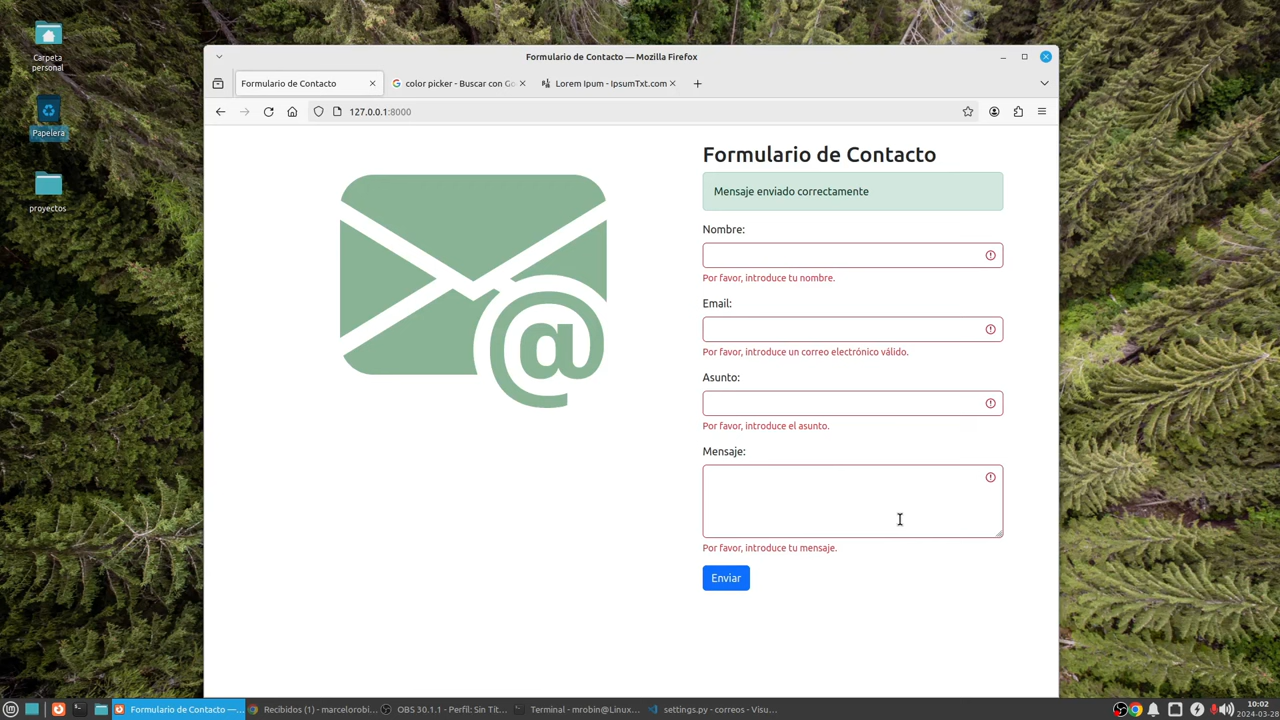 Carpeta
personal
Papelera
proyectos
Formulario de Contacto — Mozilla Firefox
Formulario de Contacto
color picker - Buscar con Go
Lorem Ipum - IpsumTxt.com
127.0.0.1:8000
Formulario de Contacto
Mensaje enviado correctamente
Nombre:
Por favor, introduce tu nombre.
Email:
Por favor, introduce un correo electrónico válido.
Asunto:
Por favor, introduce el asunto.
Mensaje:
Por favor, introduce tu mensaje.
Enviar
@
Formulario de Contacto —...
Recibidos (1) - marcelorobi...
OBS 30.1.1 - Perfil: Sin Tít...
Terminal - mrobin@Linux...
settings.py - correos - Visu...
10:02
2024-03-28